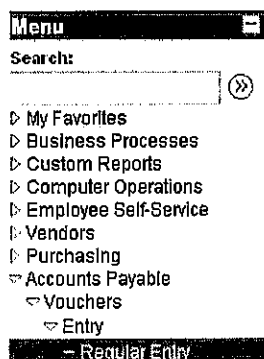 Menu
Search:
My Favorites
Business Processes
Custom Reports
Computer Operations
Employee Self-Service
Vendors
Purchasing
Accounts Payable
Vouchers
Entry
– Regular Entry